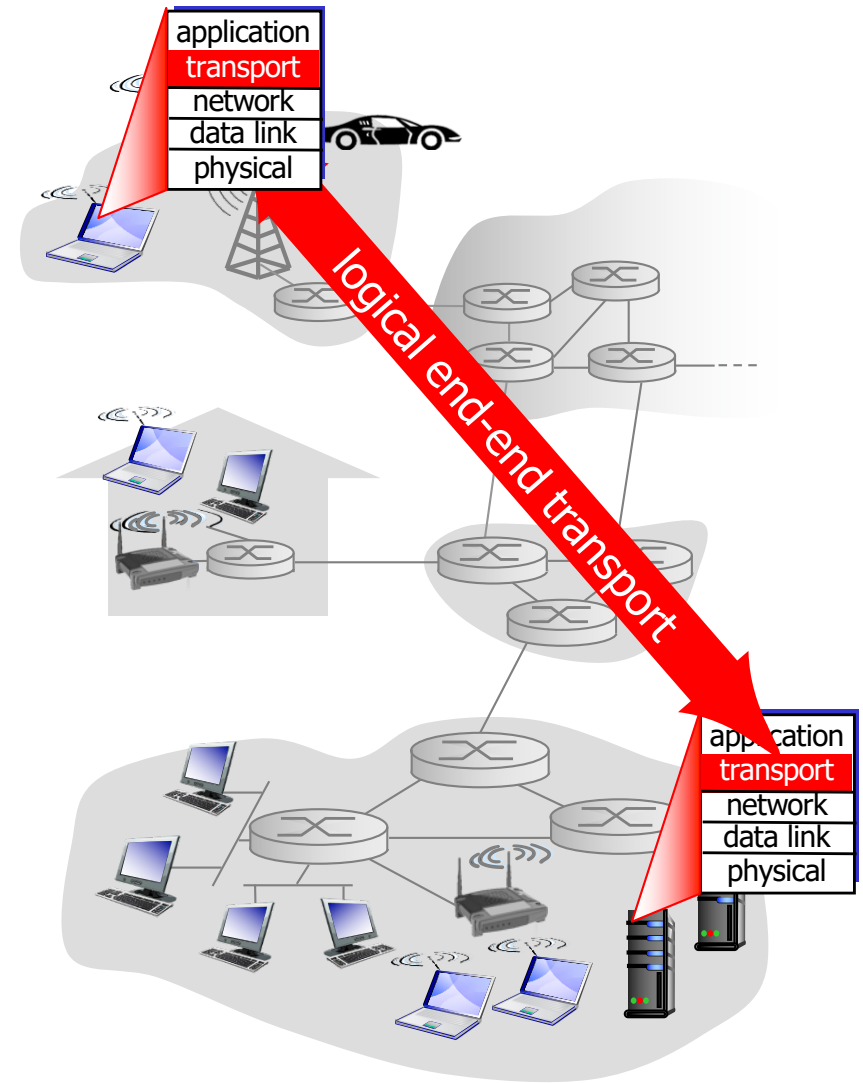 application
transport
network
data link
physical
logical end-end transport
application
transport
network
data link
physical